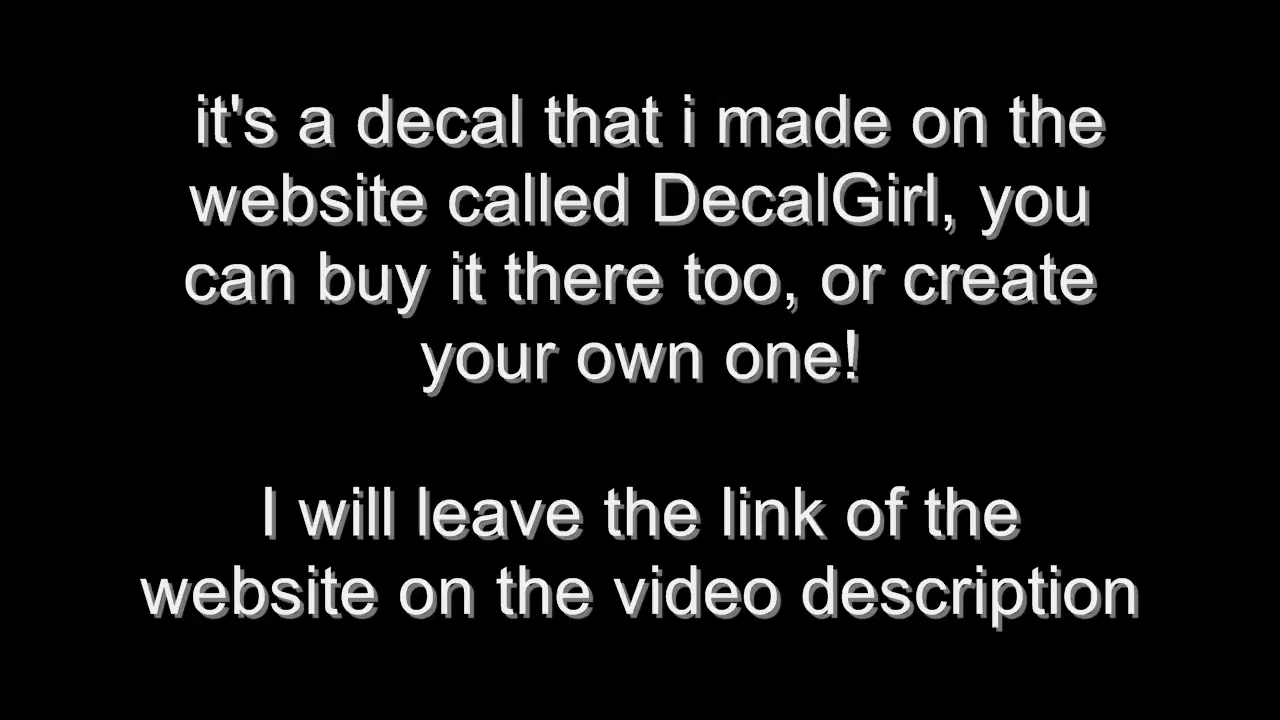 it's a decal that i made on the
website called DecalGirl, you
can buy it there too, or create
your own one!
I will leave the link of the
website on the video description